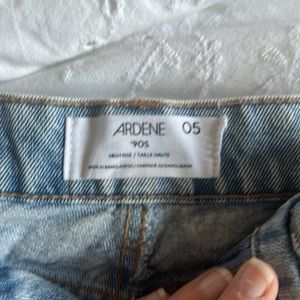 ARDENE 05
'90S
HIGH RISE / TAILLE HAUTE
MADE IN BANGLADESH / FABRIQUÉ AU BANGLADESH